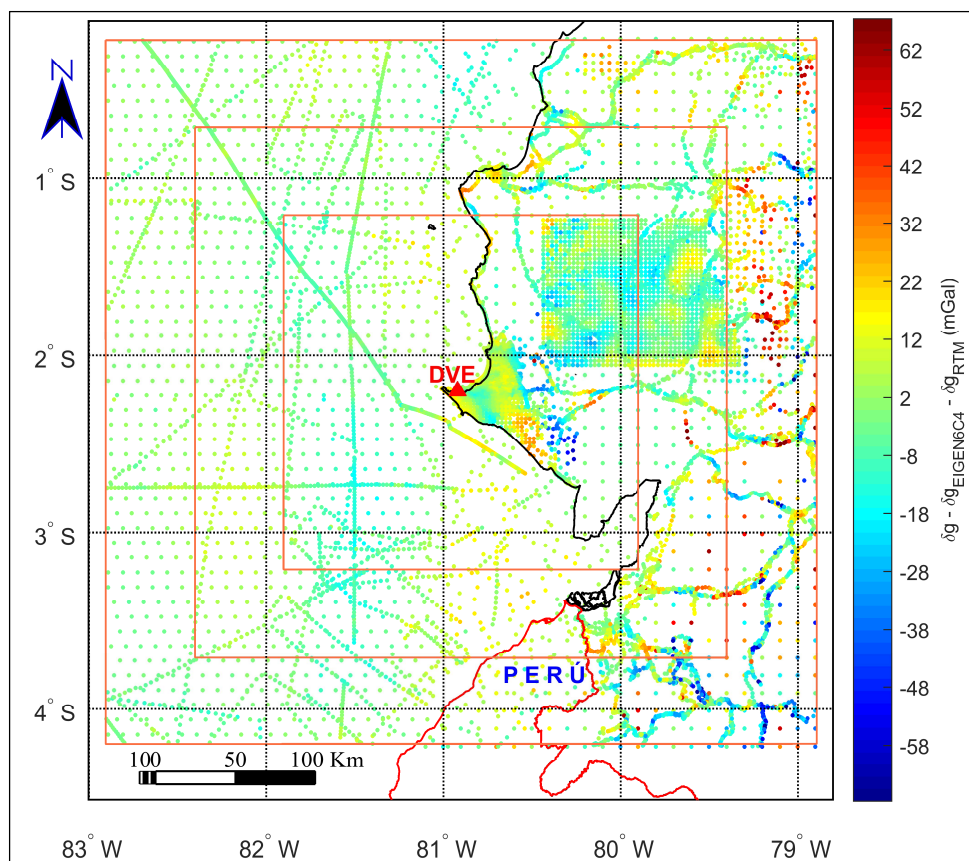 N
1° S
2° S
3° S
4° S
DVE
PERÚ
100 50 100 Km
83° W 82° W 81° W 80° W 79° W
62
52
42
32
22
12
2
-8
-18
-28
-38
-48
-58
δg - δg_EIGEN6C4 - δg_RTM (mGal)